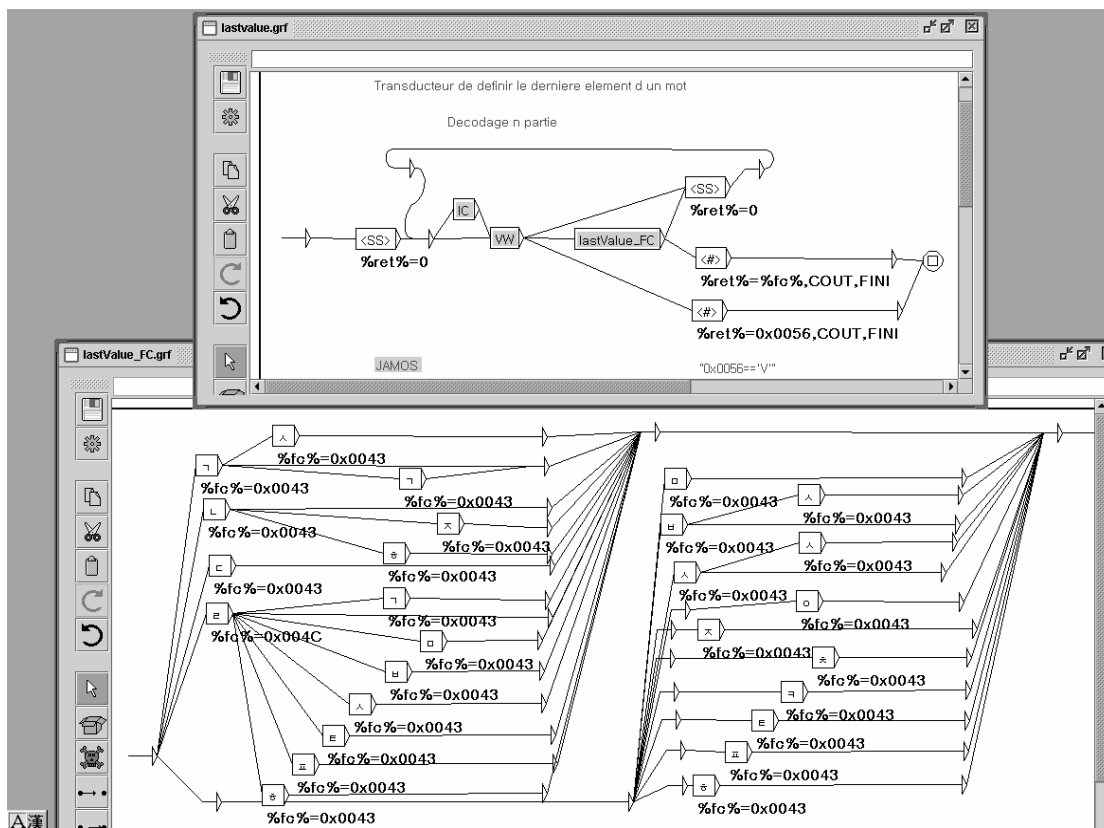 lastvalue.grf
Transducteur de definir le derniere element d un mot
Decodage n partie
<SS>
%ret%=0
IC
VW
lastValue_FC
<SS>
%ret%=0
<#>
%ret%=%fc%,COUT,FINI
<#>
%ret%=0x0056,COUT,FINI
JAMOS
"0x0056=='V'"
lastValue_FC.grf
ㅅ
%fc%=0x0043
ㄱ
%fc%=0x0043
ㄱ
%fc%=0x0043
ㄴ
%fc%=0x0043
ㅈ
%fc%=0x0043
ㅎ
%fc%=0x0043
ㄷ
%fc%=0x0043
ㄹ
%fc%=0x004C
ㄱ
%fc%=0x0043
ㅁ
%fc%=0x0043
ㅂ
%fc%=0x0043
ㅅ
%fc%=0x0043
ㅌ
%fc%=0x0043
ㅍ
%fc%=0x0043
ㅎ
%fc%=0x0043
ㅁ
%fc%=0x0043
ㅅ
%fc%=0x0043
ㅂ
%fc%=0x0043
ㅅ
%fc%=0x0043
ㅅ
%fc%=0x0043
ㅇ
%fc%=0x0043
ㅈ
%fc%=0x0043
ㅊ
%fc%=0x0043
ㅋ
%fc%=0x0043
ㅌ
%fc%=0x0043
ㅍ
%fc%=0x0043
ㅎ
%fc%=0x0043
A漢